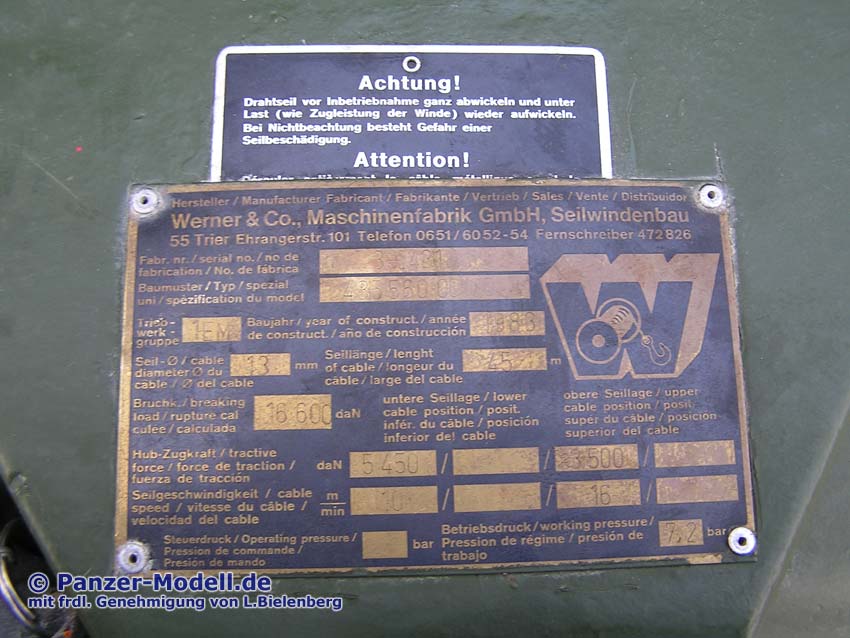 Achtung!
Drahtseil vor Inbetriebnahme ganz abwickeln und unter
Last (wie Zugleistung der Winde) wieder aufwickeln.
Bei Nichtbeachtung besteht Gefahr einer
Seilbeschädigung.
Attention!
Hersteller / Manufacturer Fabricant / Fabrikante / Vertrieb / Sales / Vente / Distribuidor
Werner & Co., Maschinenfabrik GmbH, Seilwindenbau
55 Trier Ehrangerstr. 101 Telefon 0651/6052-54 Fernschreiber 472826
Fabr. nr. / serial no. / no de
fabrication / No. de fábrica
Baumuster / Typ / spezial
uni / spézification du model
Trieb-
werk-
gruppe
1EM
Baujahr / year of construct. / année
de construct. / año de construcción
1983
Seil-Ø / cable
diameter Ø du
câble / Ø del cable
13 mm
Seillänge / lenght
of cable / longeur du
câble / large del cable
45 m
Bruchk. / breaking
load / rupture cal
culee / calculada
16 600 daN
untere Seillage / lower
cable position / posit.
infér. du câble / posición
inferior del cable
obere Seillage / upper
cable position / posit.
supér du câble / posición
superior del cable
Hub-Zugkraft / tractive
force / force de traction /
fuerza de tracción
daN 5 450 / / 3 500 /
Seilgeschwindigkeit / cable
speed / vitesse du câble /
velocidad del cable
m/min 10 / / 16 /
Steuerdruck / Operating pressure /
Pression de commande /
Presión de mando
bar
Betriebsdruck / working pressure /
Pression de régime / presión de
trabajo
7,2 bar
© Panzer-Modell.de
mit frdl. Genehmigung von L.Bielenberg